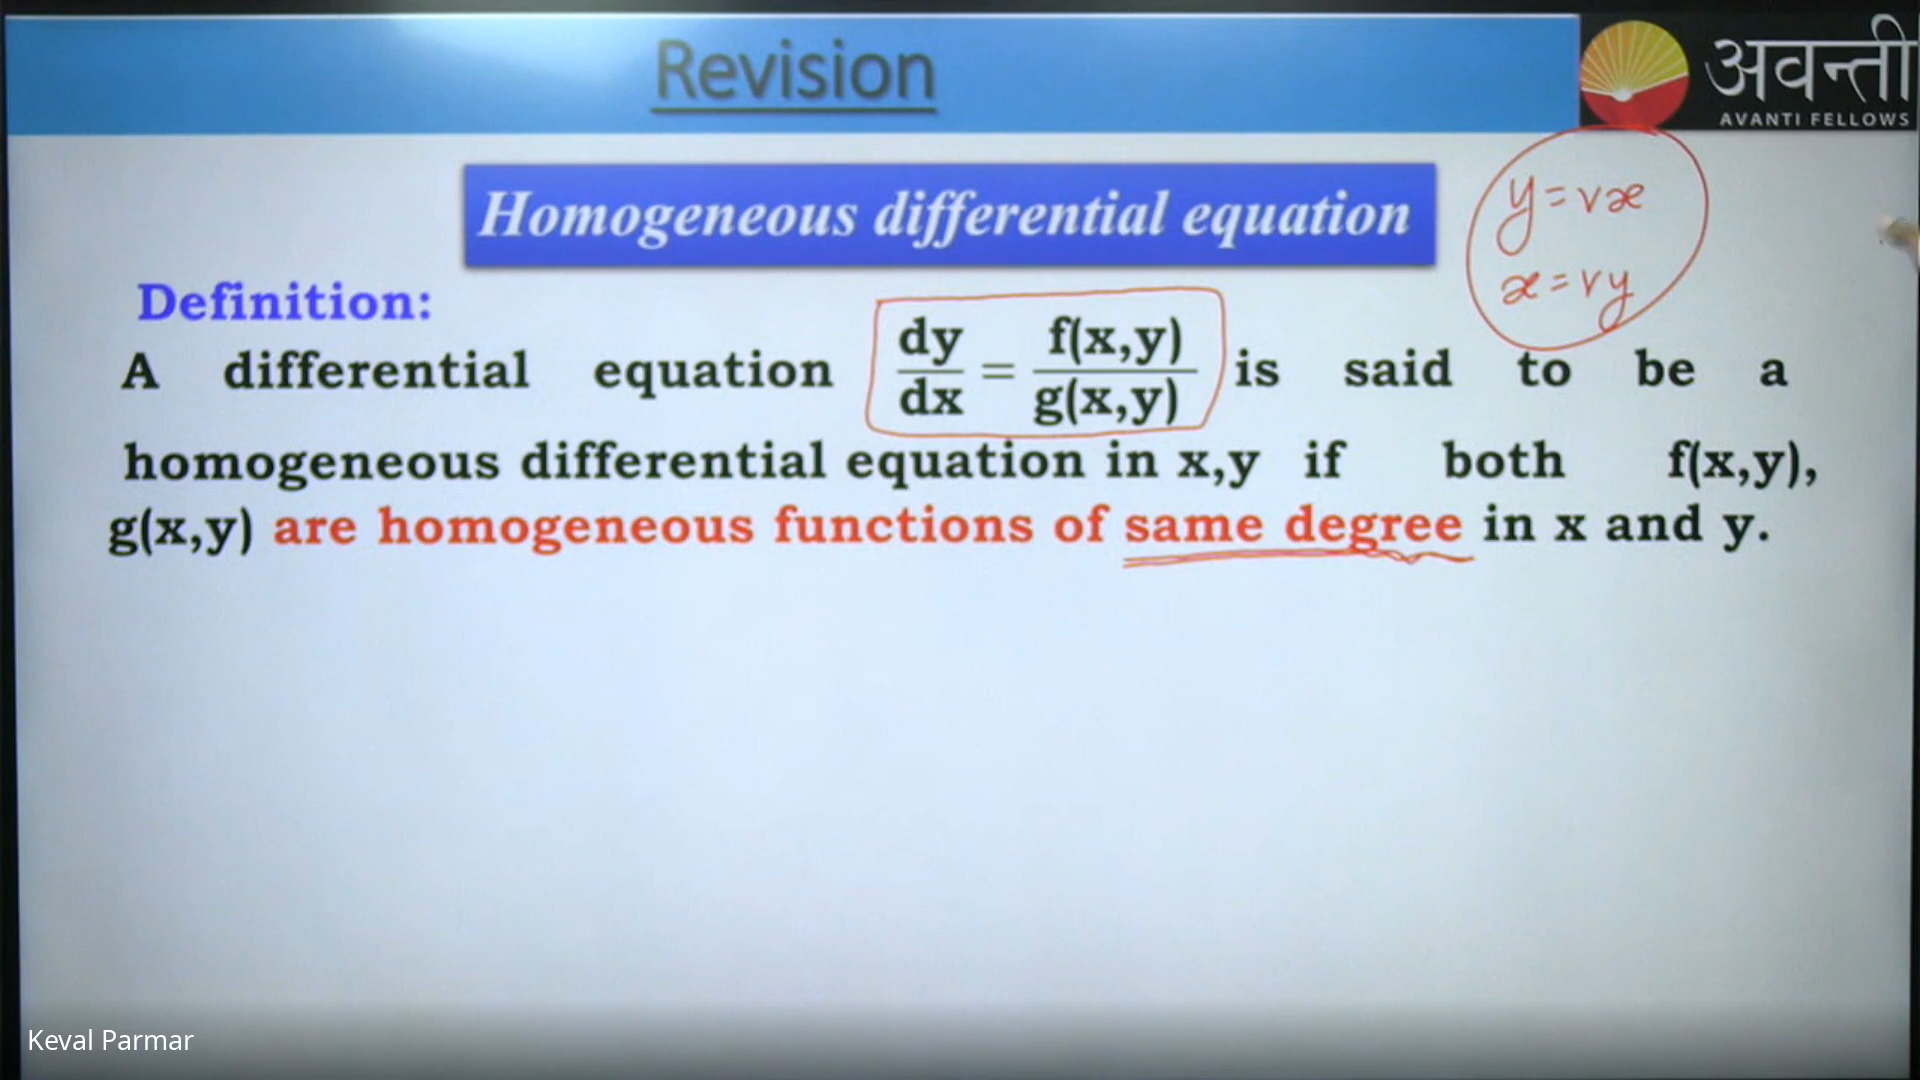 Revision
अवन्ती
AVANTI FELLOWS
Homogeneous differential equation
y = vx
x = vy
Definition:
A differential equation dy/dx = f(x,y)/g(x,y) is said to be a
homogeneous differential equation in x,y if both f(x,y),
g(x,y) are homogeneous functions of same degree in x and y.
Keval Parmar